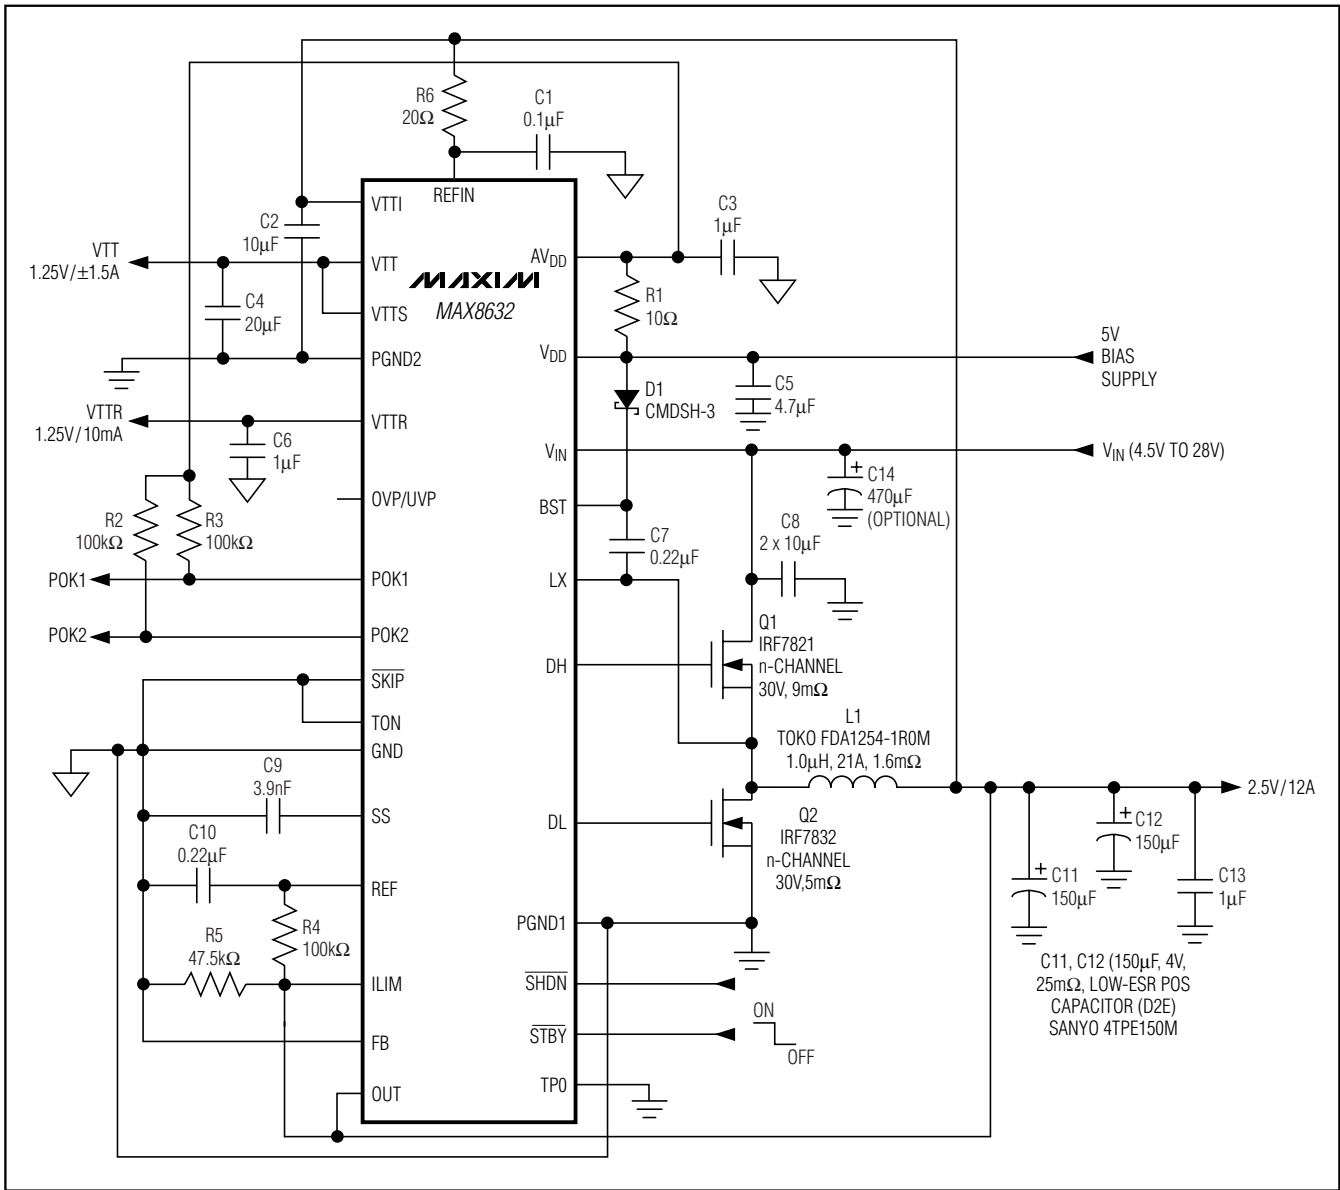 R6
20Ω
C1
0.1µF
REFIN
VTTI
C2
10µF
C3
1µF
VTT
1.25V/±1.5A
VTT
AVDD
MAXIM
MAX8632
C4
20µF
VTTS
R1
10Ω
PGND2
VDD
5V
BIAS
SUPPLY
D1
CMDSH-3
C5
4.7µF
VTTR
1.25V/10mA
VTTR
C6
1µF
VIN
VIN (4.5V TO 28V)
C14
470µF
(OPTIONAL)
OVP/UVP
BST
R2
100kΩ
R3
100kΩ
C7
0.22µF
C8
2 x 10µF
POK1
POK1
LX
POK2
POK2
DH
Q1
IRF7821
n-CHANNEL
30V, 9mΩ
SKIP
TON
GND
L1
TOKO FDA1254-1R0M
1.0µH, 21A, 1.6mΩ
2.5V/12A
C9
3.9nF
SS
DL
Q2
IRF7832
n-CHANNEL
30V,5mΩ
C12
150µF
C11
150µF
C13
1µF
C10
0.22µF
REF
R4
100kΩ
R5
47.5kΩ
PGND1
ILIM
SHDN
C11, C12 (150µF, 4V,
25mΩ, LOW-ESR POS
CAPACITOR (D2E)
SANYO 4TPE150M
FB
STBY
ON
OFF
OUT
TP0